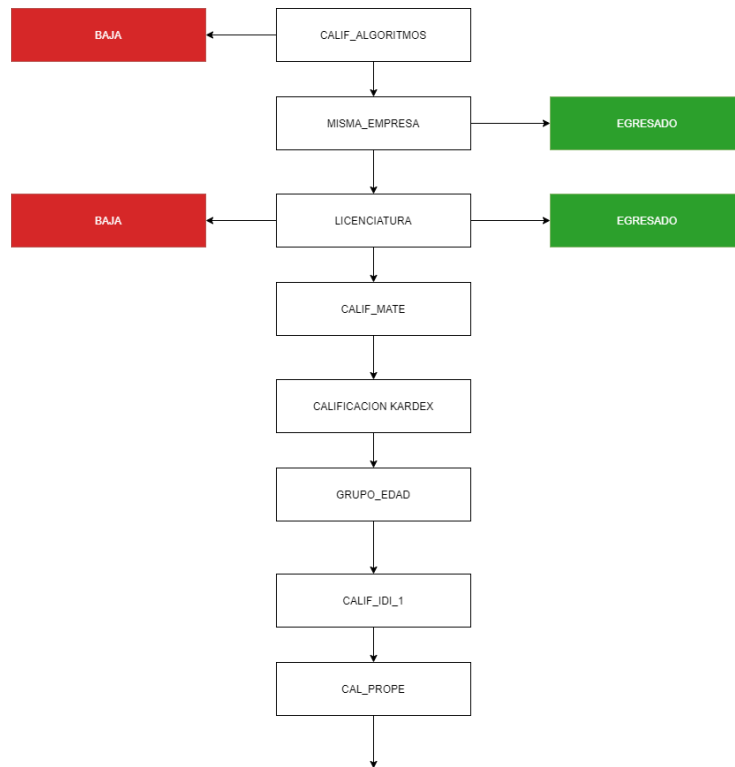 BAJA
CALIF_ALGORITMOS
MISMA_EMPRESA
EGRESADO
BAJA
LICENCIATURA
EGRESADO
CALIF_MATE
CALIFICACION KARDEX
GRUPO_EDAD
CALIF_IDI_1
CAL_PROPE